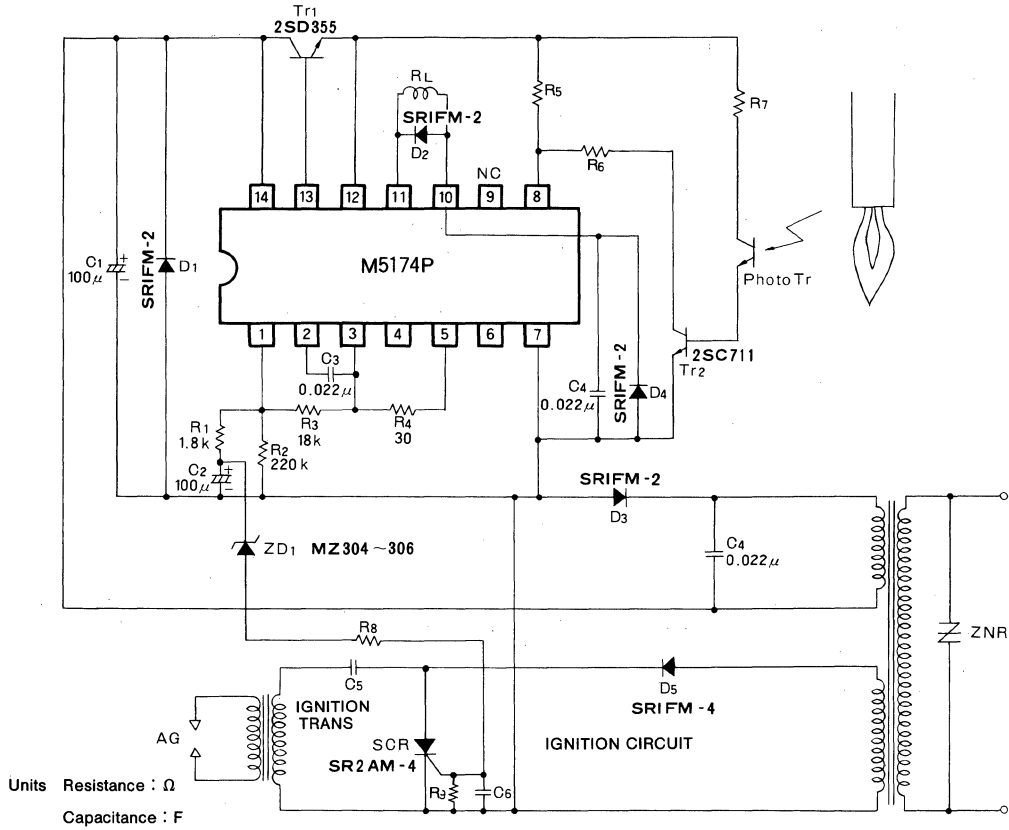 Tr1
2SD355
RL
SRIFM-2
D2
R5
R6
R7
NC
14 13 12 11 10 9 8
M5174P
C1
100μ
+
−
SRIFM-2
D1
Photo Tr
1 2 3 4 5 6 7
2SC711
Tr2
C3
0.022μ
SRIFM-2
C4
0.022μ
D4
R1
1.8k
R3
18k
R4
30
R2
220k
C2
100μ
+
−
SRIFM-2
D3
ZD1 MZ304~306
C4
0.022μ
R8
ZNR
C5
D5
SRIFM-4
IGNITION
TRANS
AG
SCR
SR2AM-4
IGNITION CIRCUIT
R9
C6
Units Resistance : Ω
Capacitance : F